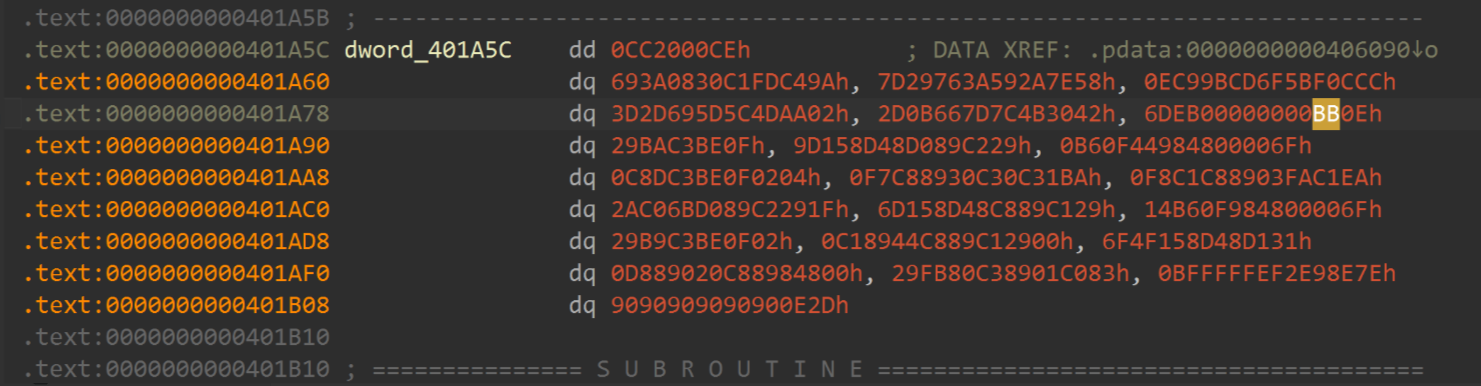 .text:0000000000401A5B ; ---------------------------------------------------------------------------
.text:0000000000401A5C dword_401A5C    dd 0CC2000CEh           ; DATA XREF: .pdata:0000000000406090↓o
.text:0000000000401A60                 dq 693A0830C1FDC49Ah, 7D29763A592A7E58h, 0EC99BCD6F5BF0CCCh
.text:0000000000401A78                 dq 3D2D695D5C4DAA02h, 2D0B667D7C4B3042h, 6DEB00000000BB0Eh
.text:0000000000401A90                 dq 29BAC3BE0Fh, 9D158D48D089C229h, 0B60F44984800006Fh
.text:0000000000401AA8                 dq 0C8DC3BE0F0204h, 0F7C88930C30C31BAh, 0F8C1C88903FAC1EAh
.text:0000000000401AC0                 dq 2AC06BD089C2291Fh, 6D158D48C889C129h, 14B60F984800006Fh
.text:0000000000401AD8                 dq 29B9C3BE0F02h, 0C18944C889C12900h, 6F4F158D48D131h
.text:0000000000401AF0                 dq 0D889020C88984800h, 29FB80C38901C083h, 0BFFFFFEF2E98E7Eh
.text:0000000000401B08                 dq 9090909090900E2Dh
.text:0000000000401B10
.text:0000000000401B10 ; =============== S U B R O U T I N E =======================================